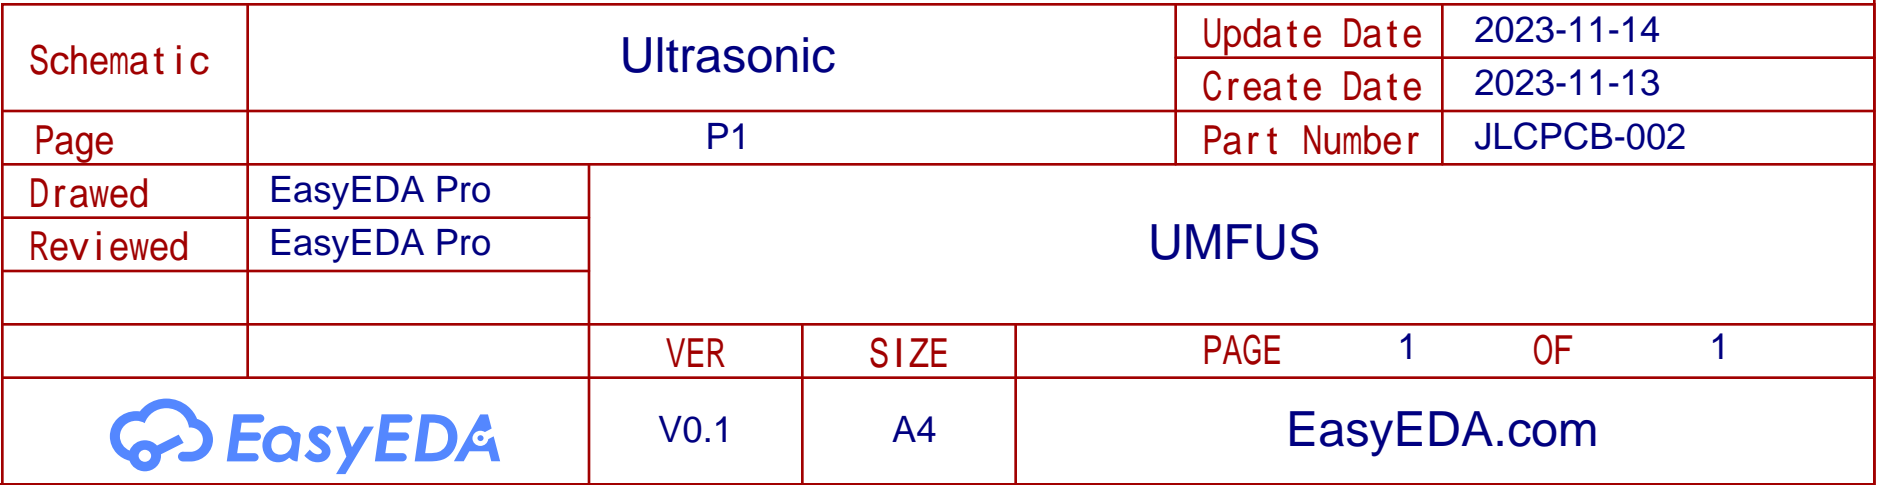 Schematic Ultrasonic Update Date 2023-11-14
Create Date 2023-11-13
Page P1 Part Number JLCPCB-002
Drawed EasyEDA Pro
Reviewed EasyEDA Pro
UMFUS
VER SIZE PAGE 1 OF 1
EasyEDA V0.1 A4 EasyEDA.com